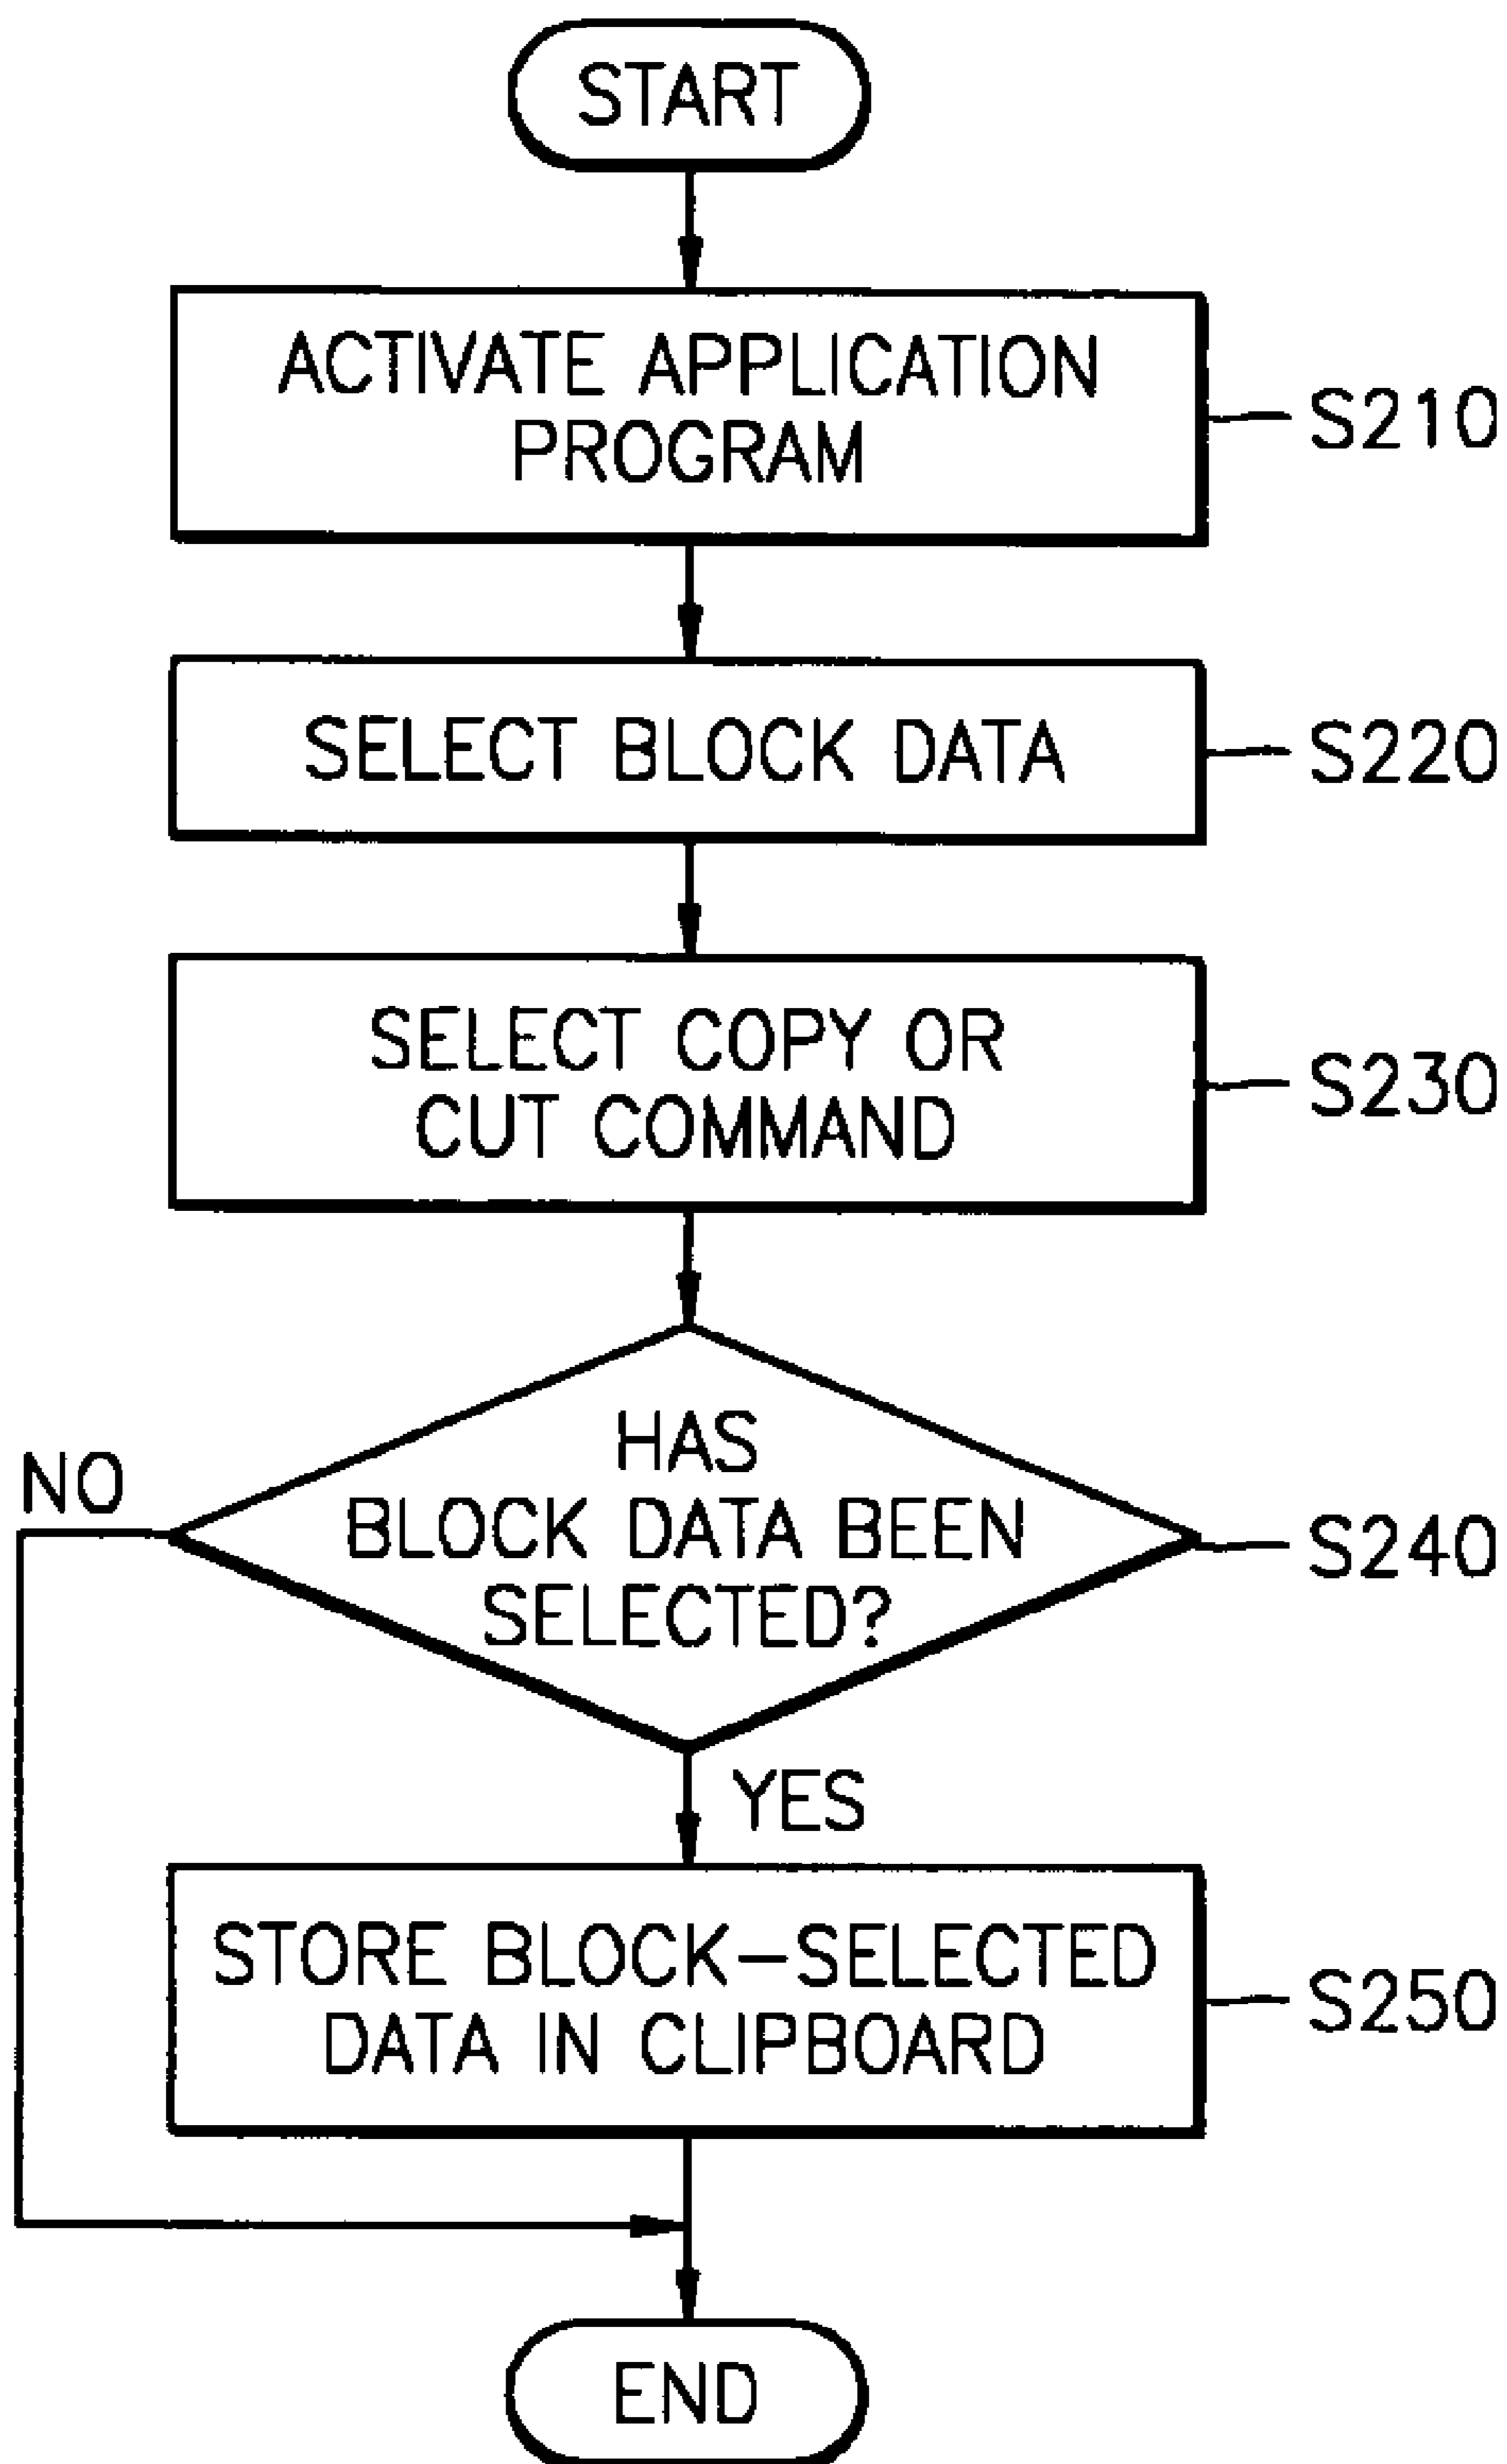 START
ACTIVATE APPLICATION
PROGRAM
S210
SELECT BLOCK DATA
S220
SELECT COPY OR
CUT COMMAND
S230
HAS
BLOCK DATA BEEN
SELECTED?
S240
NO
YES
STORE BLOCK-SELECTED
DATA IN CLIPBOARD
S250
END